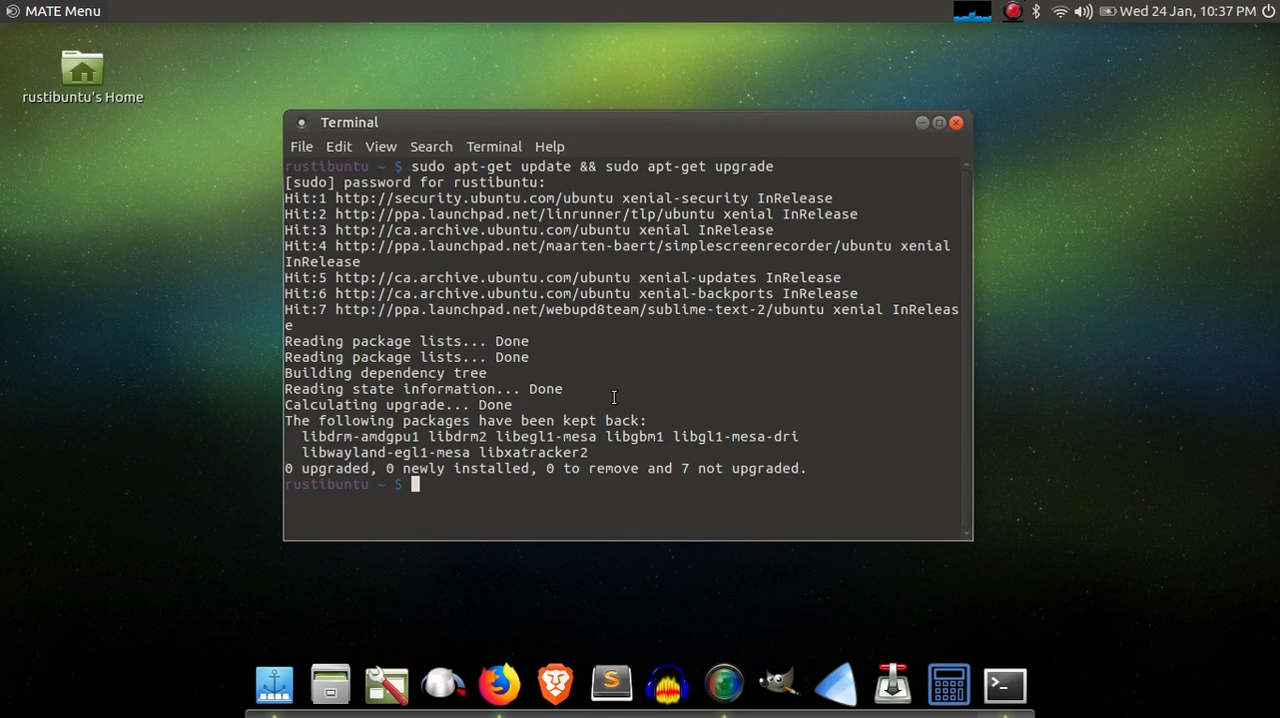 MATE Menu
Wed 24 Jan, 10:37 PM
rustibuntu's Home
Terminal
File Edit View Search Terminal Help
rustibuntu ~ $ sudo apt-get update && sudo apt-get upgrade
[sudo] password for rustibuntu:
Hit:1 http://security.ubuntu.com/ubuntu xenial-security InRelease
Hit:2 http://ppa.launchpad.net/linrunner/tlp/ubuntu xenial InRelease
Hit:3 http://ca.archive.ubuntu.com/ubuntu xenial InRelease
Hit:4 http://ppa.launchpad.net/maarten-baert/simplescreenrecorder/ubuntu xenial
InRelease
Hit:5 http://ca.archive.ubuntu.com/ubuntu xenial-updates InRelease
Hit:6 http://ca.archive.ubuntu.com/ubuntu xenial-backports InRelease
Hit:7 http://ppa.launchpad.net/webupd8team/sublime-text-2/ubuntu xenial InReleas
e
Reading package lists... Done
Reading package lists... Done
Building dependency tree
Reading state information... Done
Calculating upgrade... Done
The following packages have been kept back:
libdrm-amdgpu1 libdrm2 libegl1-mesa libgbm1 libgl1-mesa-dri
libwayland-egl1-mesa libxatracker2
0 upgraded, 0 newly installed, 0 to remove and 7 not upgraded.
rustibuntu ~ $